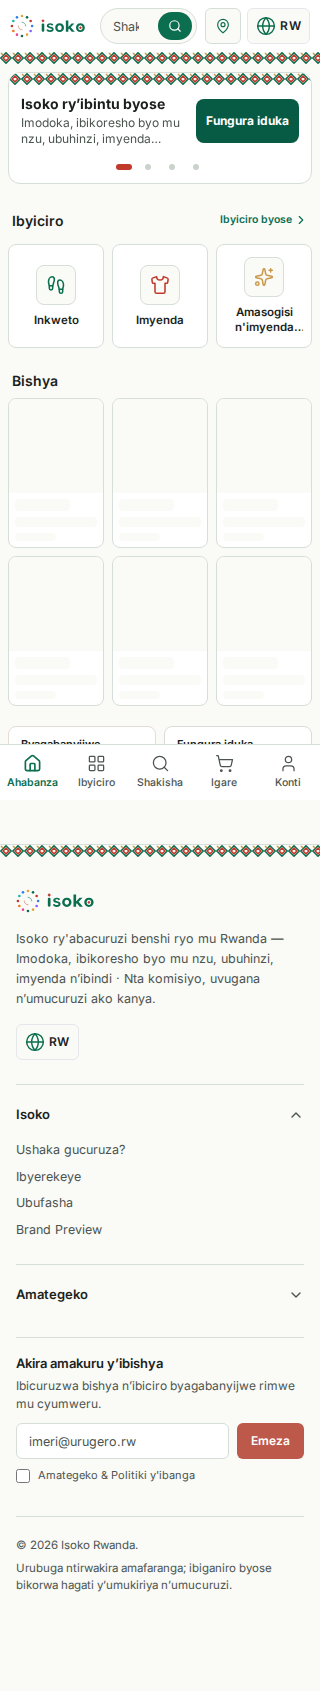 isoko
Shak
RW
Isoko ry’ibintu byose
Imodoka, ibikoresho byo mu
nzu, ubuhinzi, imyenda...
Fungura iduka
Ibyiciro
Ibyiciro byose
Inkweto
Imyenda
Amasogisi
n'imyenda...
Bishya
Byagabanyijwe
Fungura iduka
Ahabanza
Ibyiciro
Shakisha
Igare
Konti
isoko
Isoko ry'abacuruzi benshi ryo mu Rwanda —
Imodoka, ibikoresho byo mu nzu, ubuhinzi,
imyenda n’ibindi · Nta komisiyo, uvugana
n’umucuruzi ako kanya.
RW
Isoko
Ushaka gucuruza?
Ibyerekeye
Ubufasha
Brand Preview
Amategeko
Akira amakuru y’ibishya
Ibicuruzwa bishya n’ibiciro byagabanyijwe rimwe
mu cyumweru.
imeri@urugero.rw
Emeza
Amategeko & Politiki y'ibanga
© 2026 Isoko Rwanda.
Urubuga ntirwakira amafaranga; ibiganiro byose
bikorwa hagati y’umukiriya n’umucuruzi.